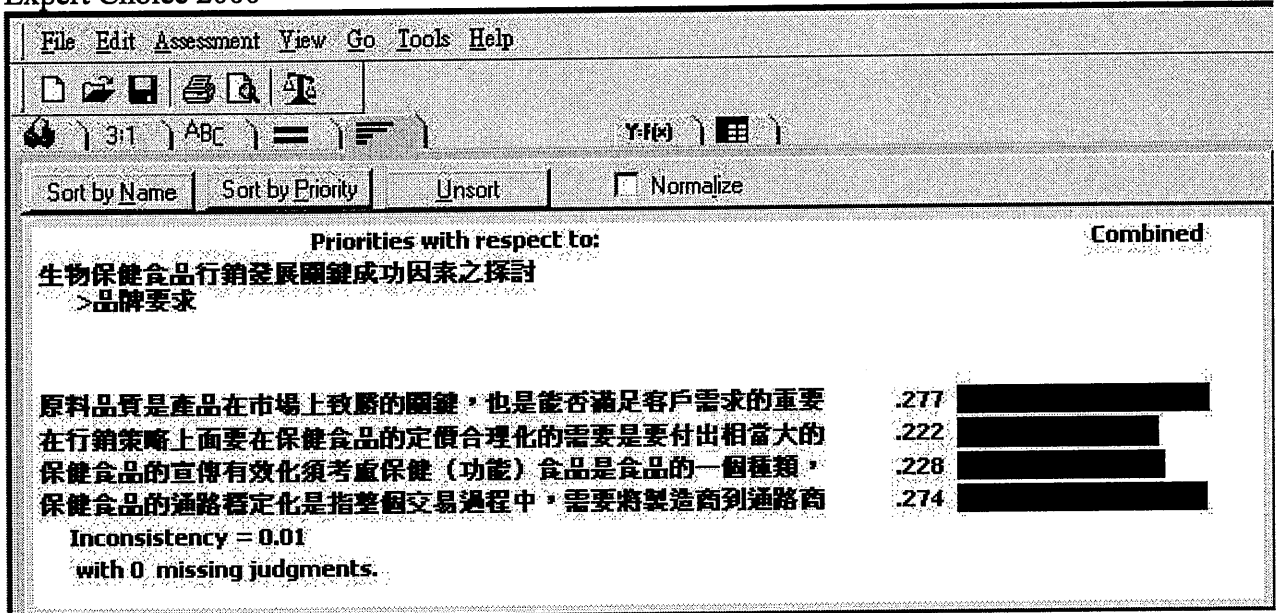 Expert Choice 2000
File Edit Assessment View Go Tools Help
3:1 ABC Y=F(x)
Sort by Name Sort by Priority Unsort Normalize
Priorities with respect to: Combined
生物保健食品行銷發展關鍵成功因素之探討
>品牌要求
原料品質是產品在市場上致勝的關鍵，也是能否滿足客戶需求的重要 .277
在行銷策略上面要在保健食品的定價合理化的需要是要付出相當大的 .222
保健食品的宣傳有效化須考慮保健（功能）食品是食品的一個種類， .228
保健食品的通路穩定化是指整個交易過程中，需要將製造商到通路商 .274
Inconsistency = 0.01
with 0 missing judgments.